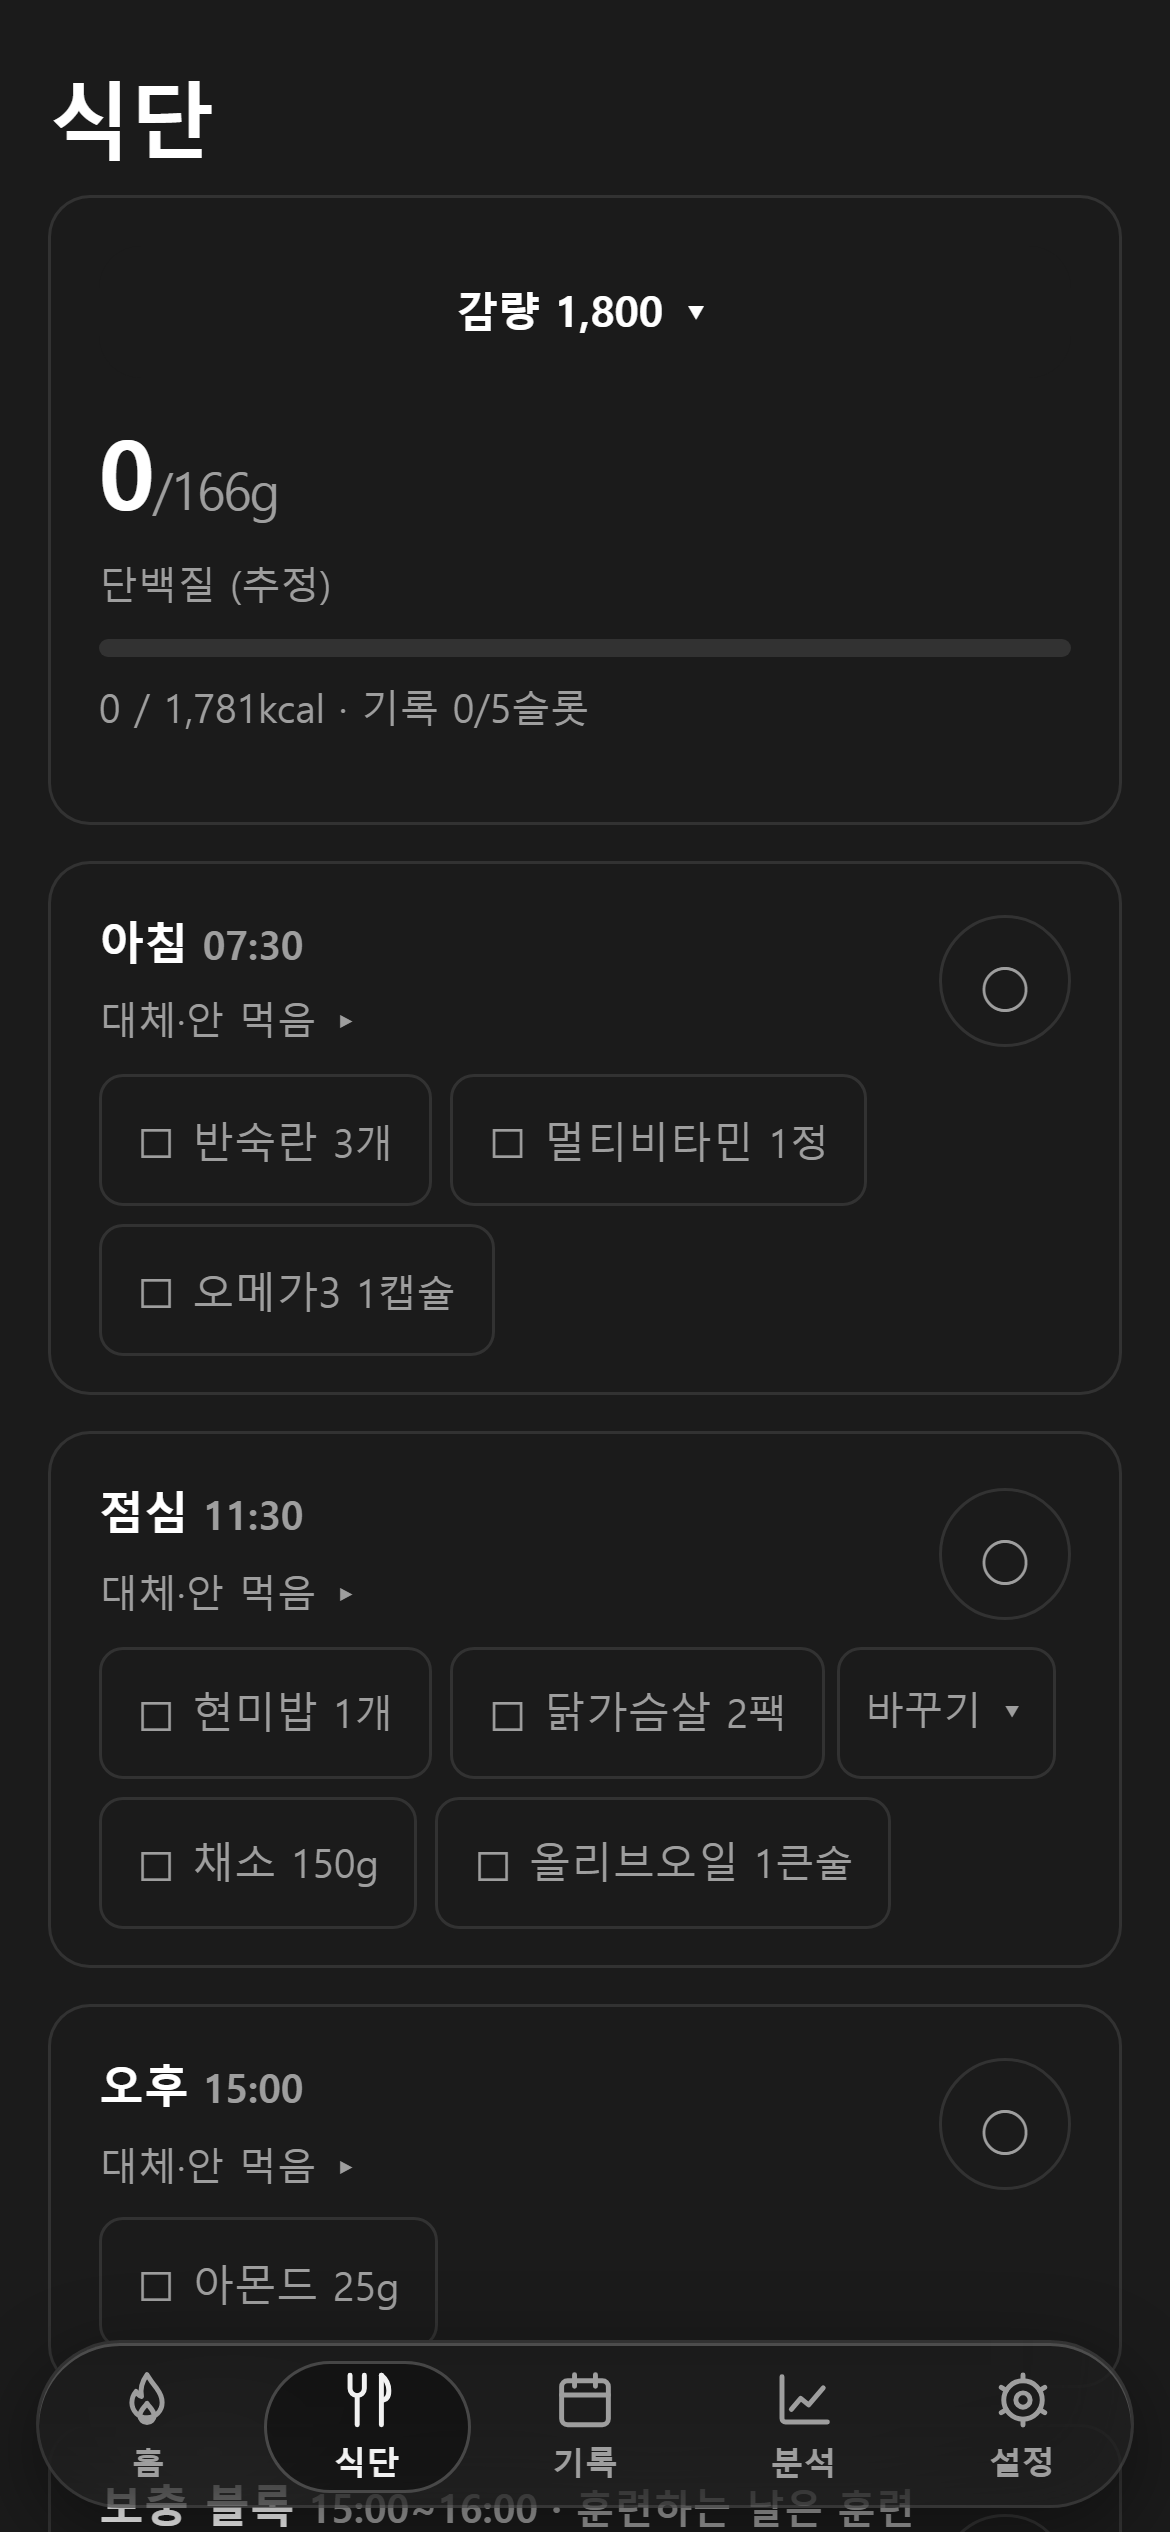 식단
감량 1,800 ▼
0/166g
단백질 (추정)
0 / 1,781kcal · 기록 0/5슬롯
아침 07:30
대체·안 먹음 ▸
○
☐ 반숙란 3개
☐ 멀티비타민 1정
☐ 오메가3 1캡슐
점심 11:30
대체·안 먹음 ▸
○
☐ 현미밥 1개
☐ 닭가슴살 2팩
바꾸기 ▼
☐ 채소 150g
☐ 올리브오일 1큰술
오후 15:00
대체·안 먹음 ▸
○
☐ 아몬드 25g
홈
식단
기록
분석
설정
보충 블록 15:00~16:00 · 훈련하는 날은 훈련